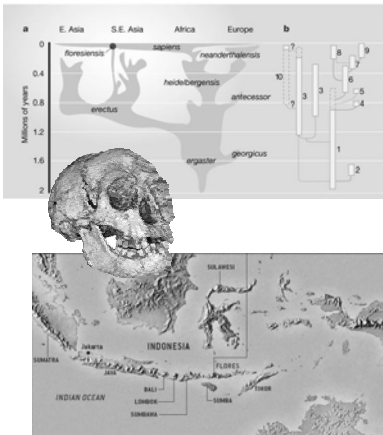 a
E. Asia
S.E. Asia
Africa
Europe
b
floresiensis
sapiens
neanderthalensis
heidelbergensis
antecessor
erectus
ergaster
georgicus
Millions of years
0
0.4
0.8
1.2
1.6
2
?
10
?
3
3
8
9
7
6
5
4
1
2
SULAWESI
INDONESIA
Jakarta
SUMATRA
JAVA
FLORES
BALI
LOMBOK
SUMBAWA
SUMBA
TIMOR
INDIAN OCEAN